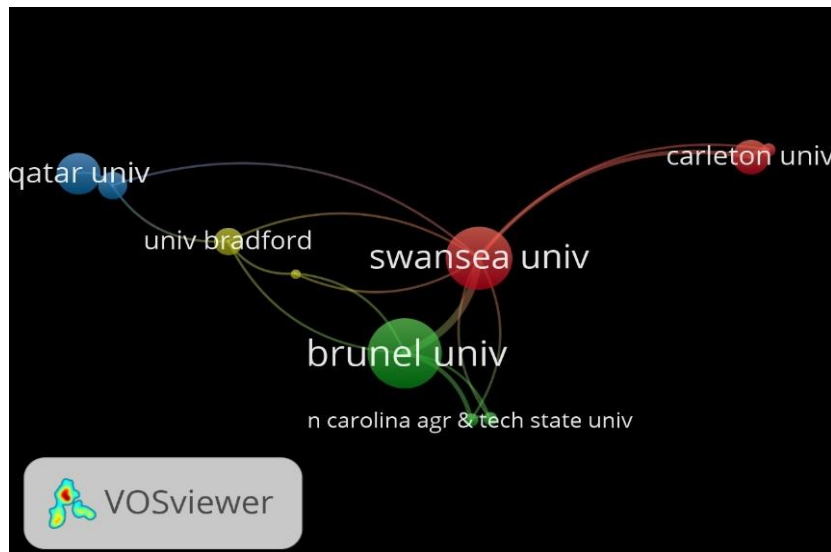 carleton univ
qatar univ
univ bradford
swansea univ
brunel univ
n carolina agr & tech state univ
VOSviewer